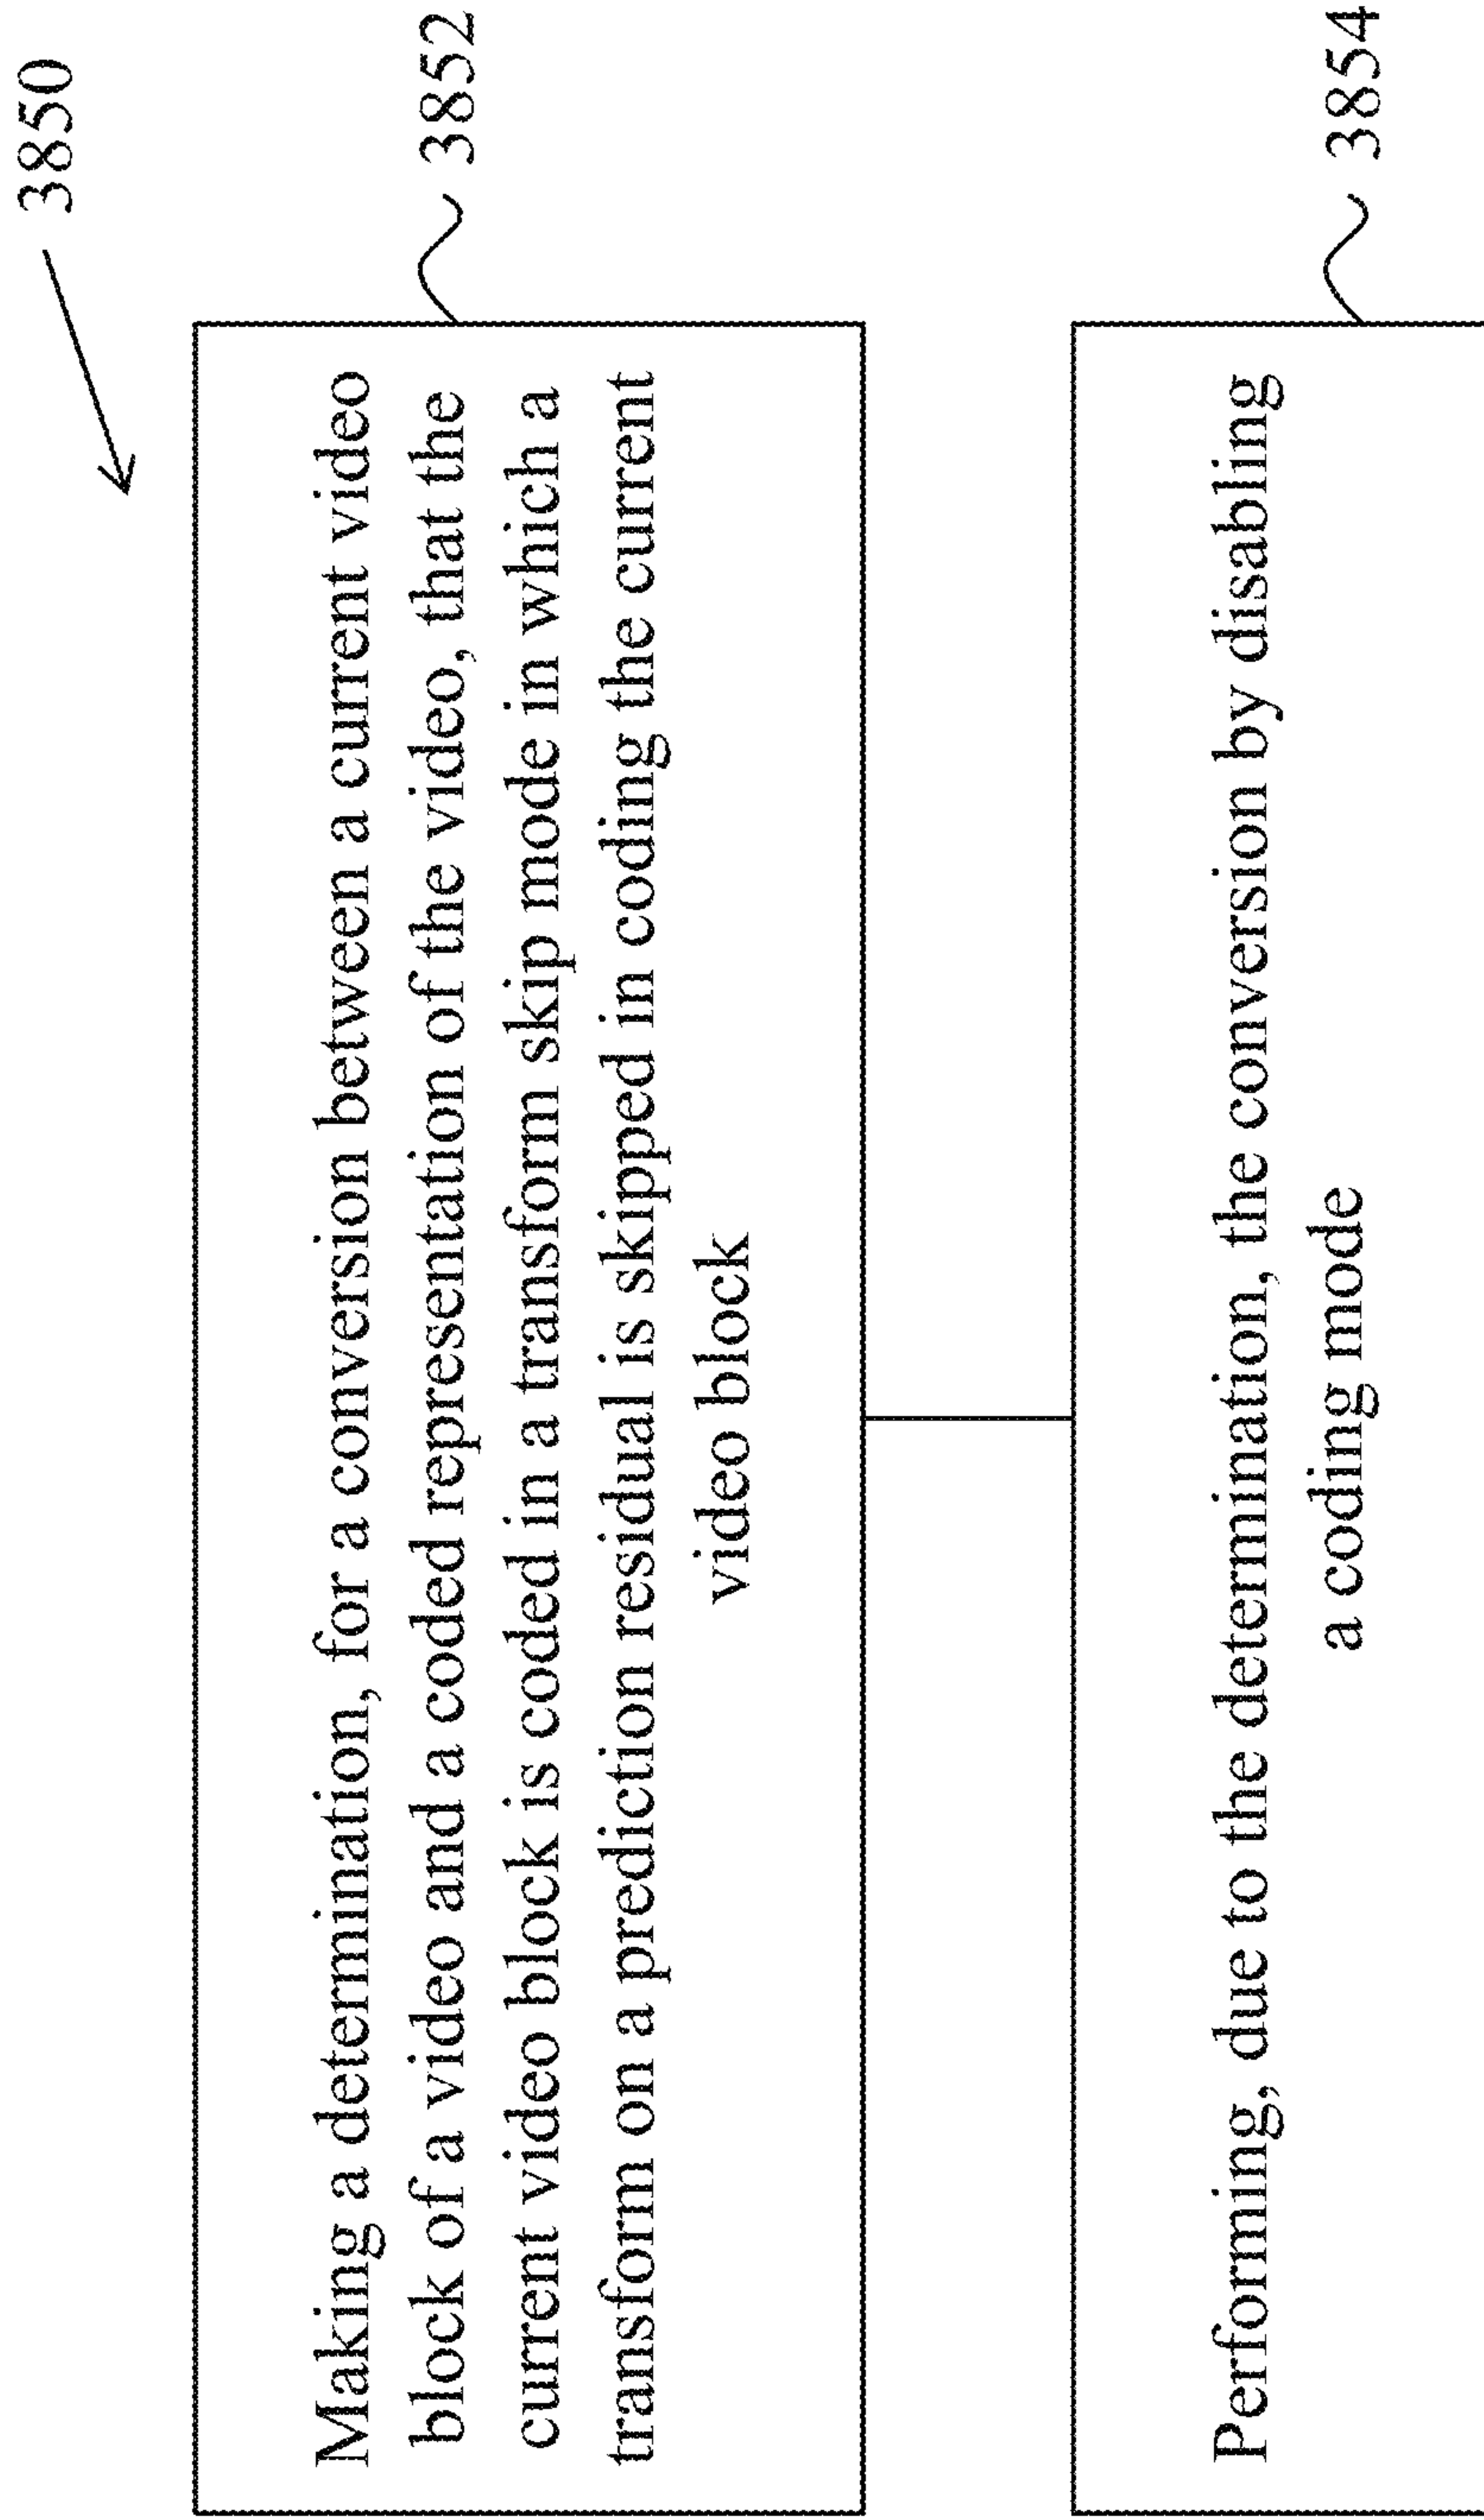 3850
Making a determination, for a conversion between a current video
block of a video and a coded representation of the video, that the
current video block is coded in a transform skip mode in which a
transform on a prediction residual is skipped in coding the current
video block
3852
Performing, due to the determination, the conversion by disabling
a coding mode
3854